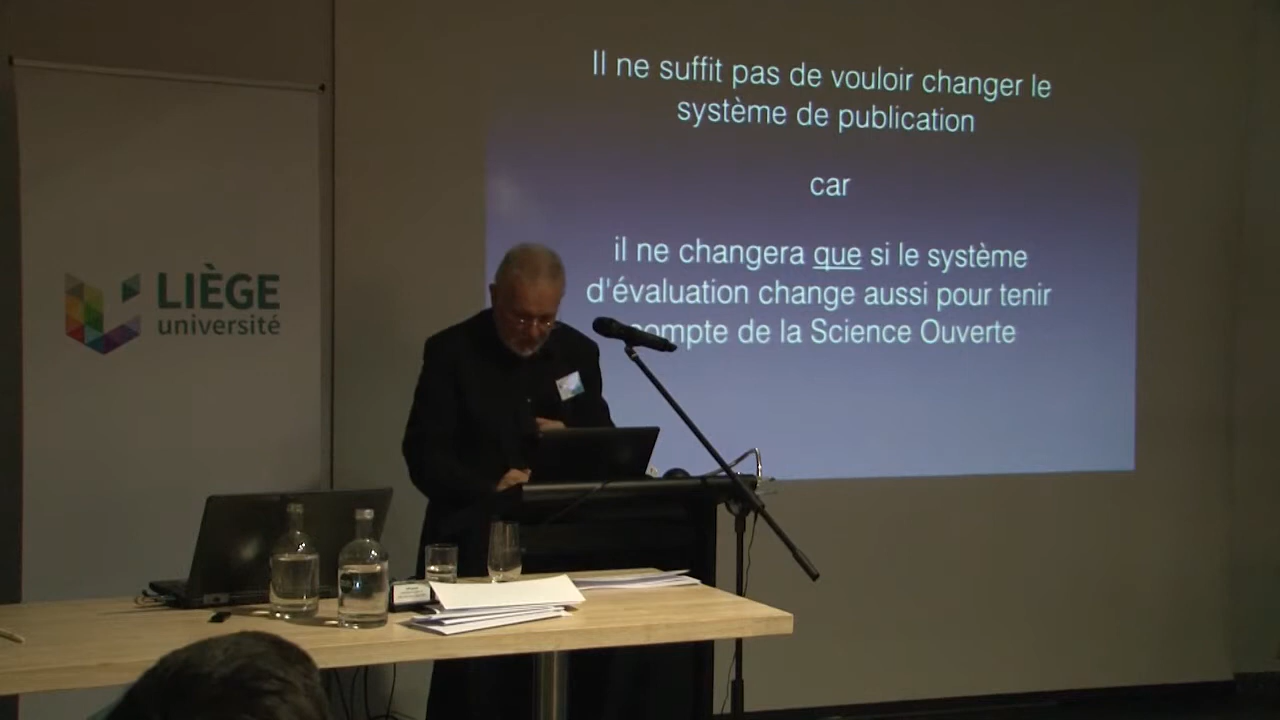 Il ne suffit pas de vouloir changer le
système de publication
car
il ne changera que si le système
d'évaluation change aussi pour tenir
compte de la Science Ouverte
LIÈGE
université